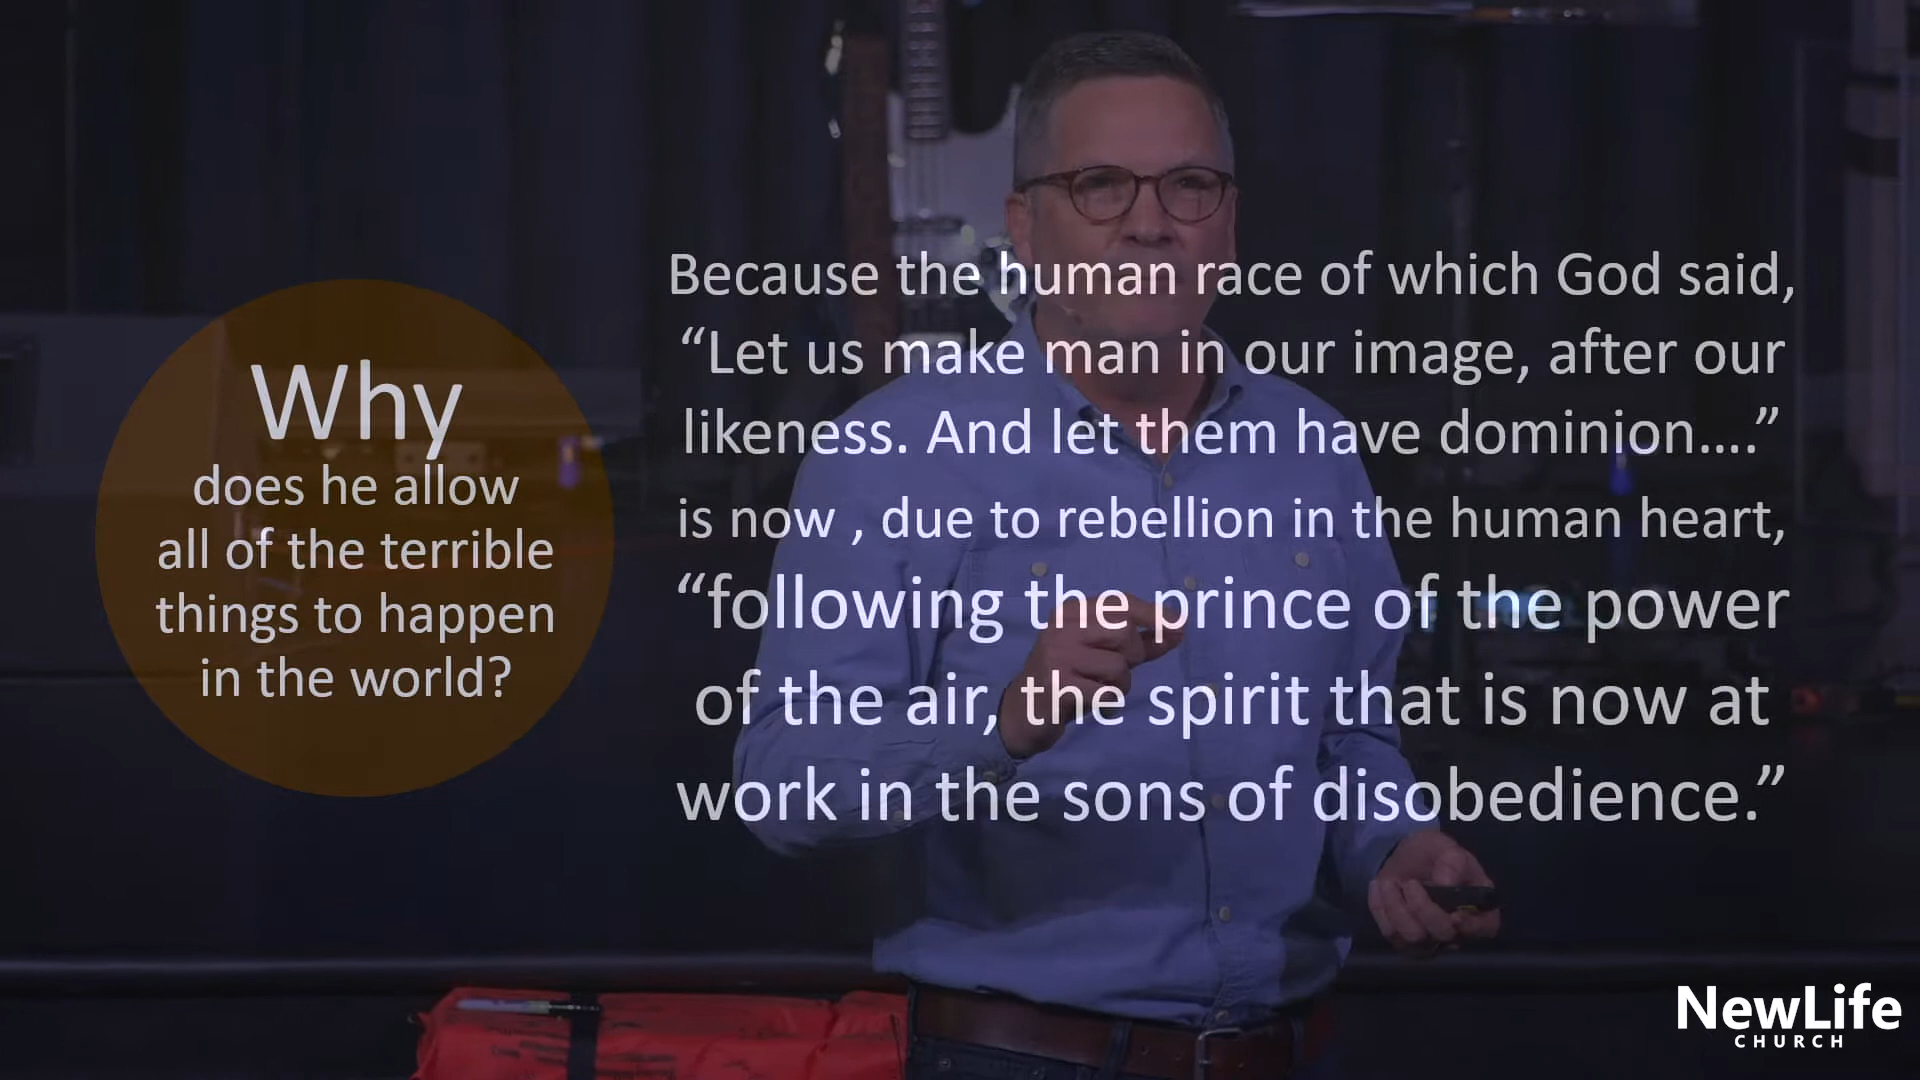 Why
does he allow
all of the terrible
things to happen
in the world?
Because the human race of which God said,
“Let us make man in our image, after our
likeness. And let them have dominion….”
is now , due to rebellion in the human heart,
“following the prince of the power
of the air, the spirit that is now at
work in the sons of disobedience.”
NewLife
CHURCH